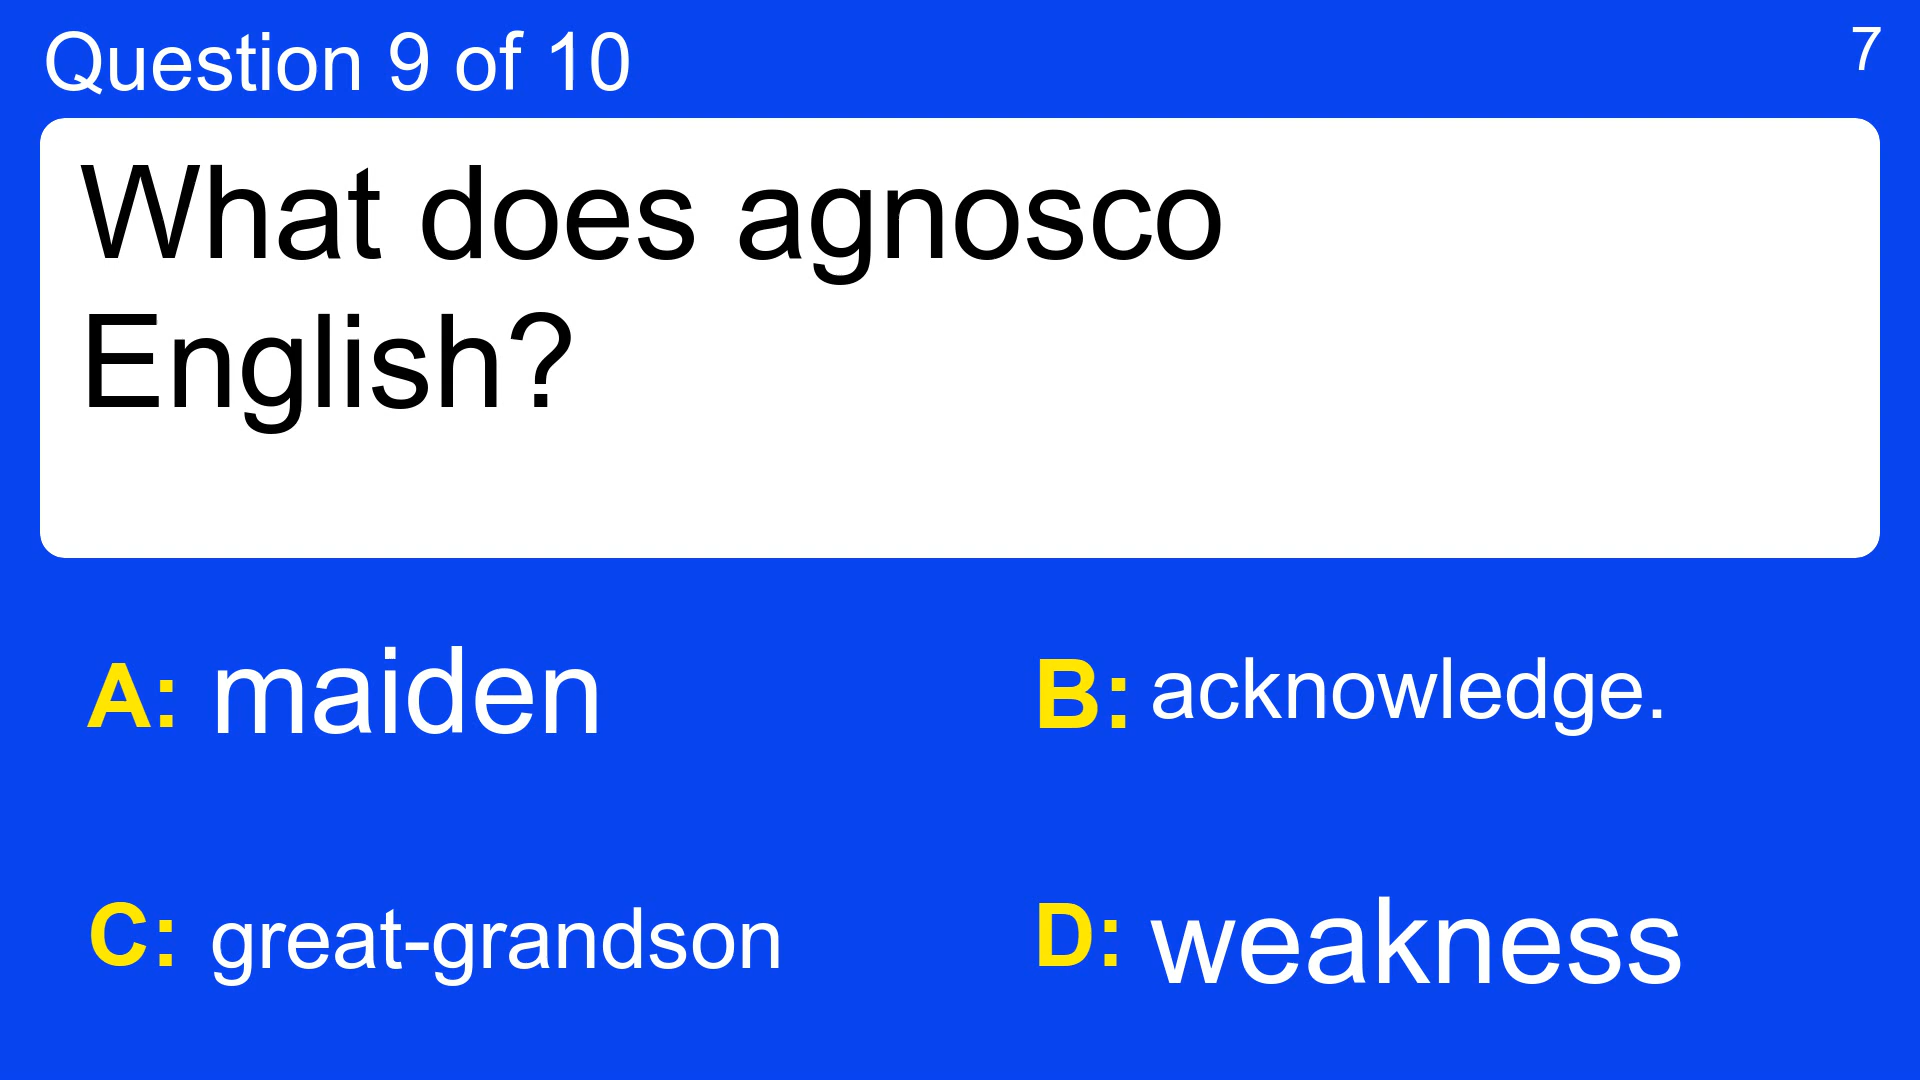 Question 9 of 10
7
What does agnosco
English?
A: maiden
B: acknowledge.
C: great-grandson
D: weakness